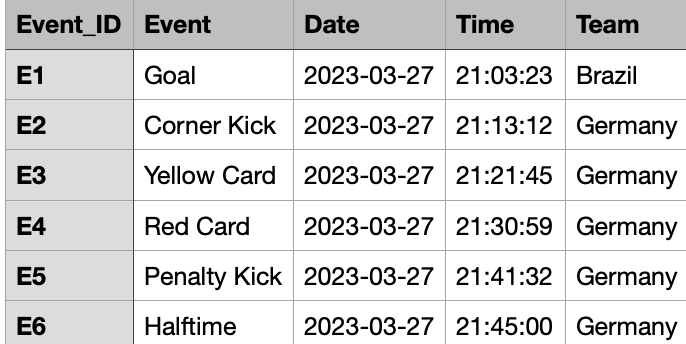 Event_ID Event Date Time Team
E1 Goal 2023-03-27 21:03:23 Brazil
E2 Corner Kick 2023-03-27 21:13:12 Germany
E3 Yellow Card 2023-03-27 21:21:45 Germany
E4 Red Card 2023-03-27 21:30:59 Germany
E5 Penalty Kick 2023-03-27 21:41:32 Germany
E6 Halftime 2023-03-27 21:45:00 Germany